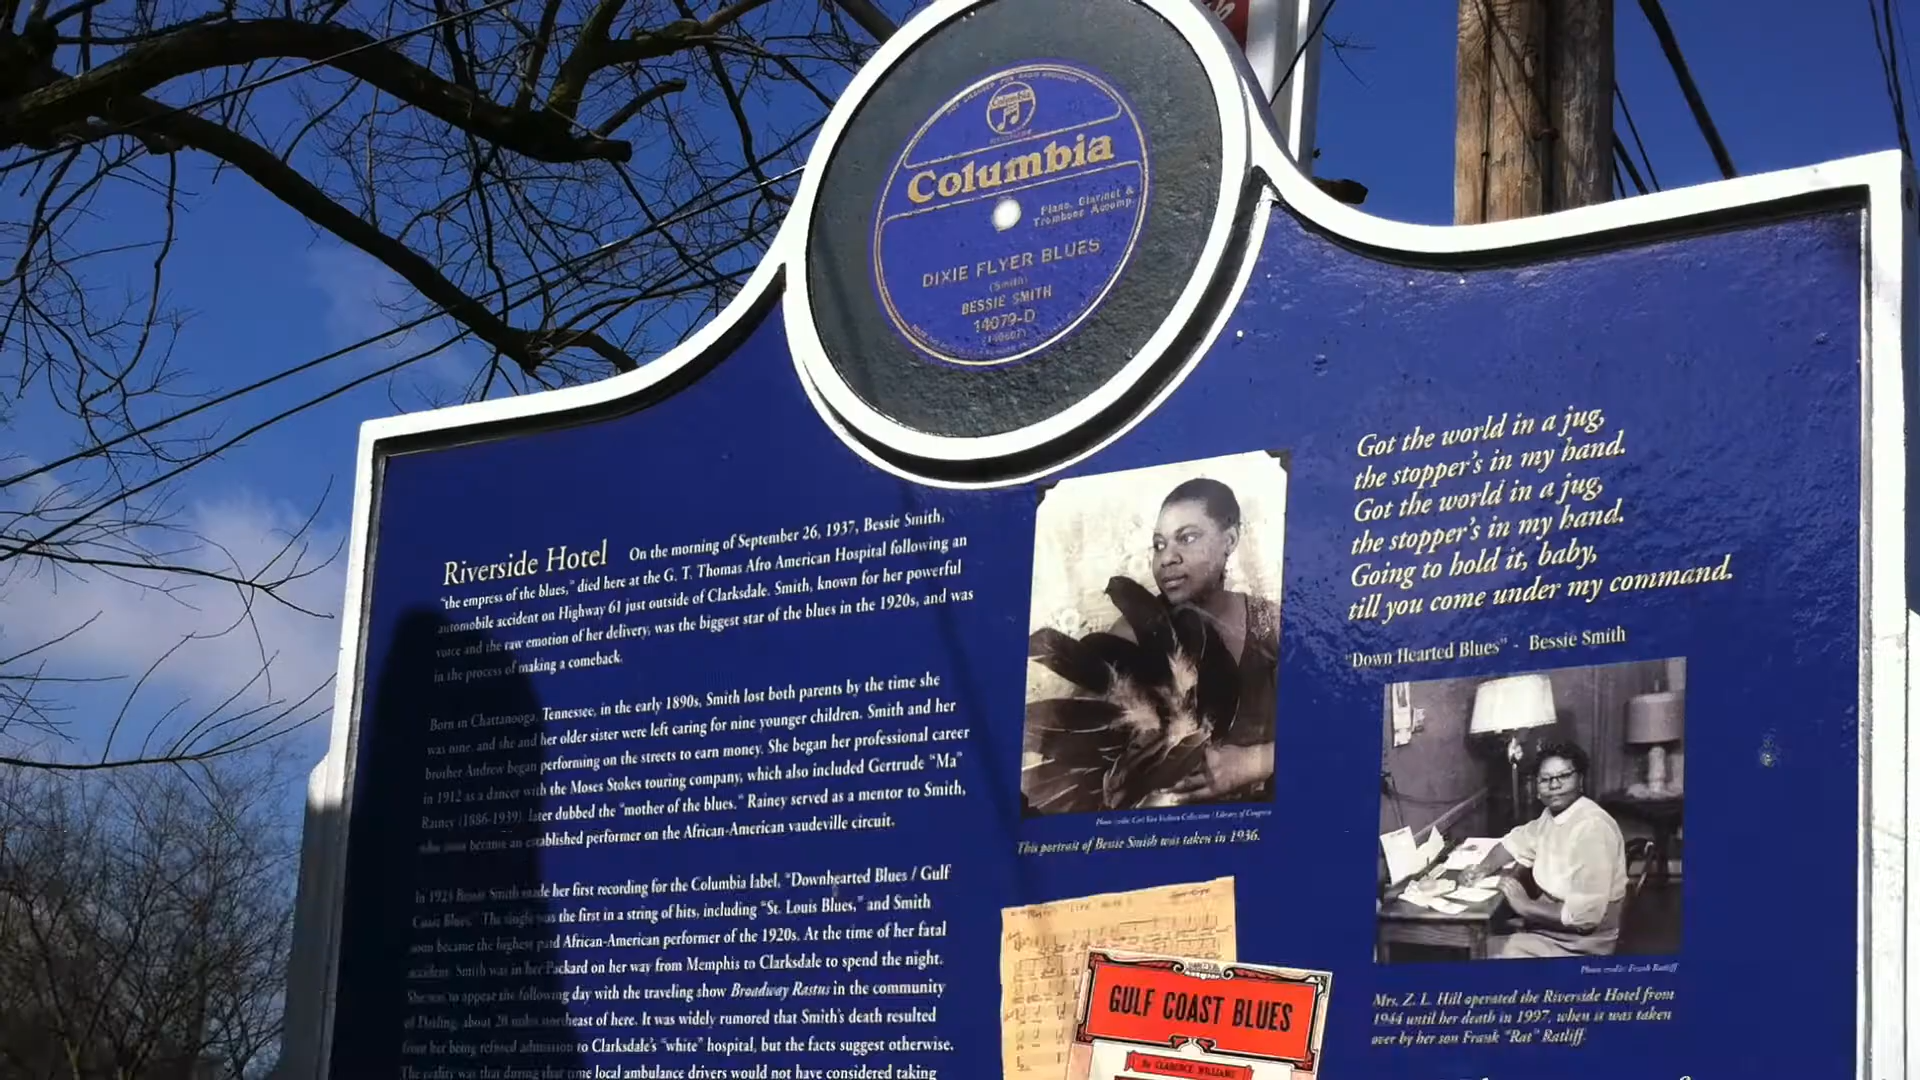 Columbia
Columbia
Piano, Clarinet &
Trombone Accomp.
DIXIE FLYER BLUES
(Smith)
BESSIE SMITH
14079-D
Riverside Hotel On the morning of September 26, 1937, Bessie Smith,
"the empress of the blues," died here at the G. T. Thomas Afro American Hospital following an
automobile accident on Highway 61 just outside of Clarksdale. Smith, known for her powerful
voice and the raw emotion of her delivery, was the biggest star of the blues in the 1920s, and was
in the process of making a comeback.
Born in Chattanooga, Tennessee, in the early 1890s, Smith lost both parents by the time she
was nine, and she and her older sister were left caring for nine younger children. Smith and her
brother Andrew began performing on the streets to earn money. She began her professional career
in 1912 as a dancer with the Moses Stokes touring company, which also included Gertrude "Ma"
Rainey (1886-1939), later dubbed the "mother of the blues." Rainey served as a mentor to Smith,
who soon became an established performer on the African-American vaudeville circuit.
In 1923 Bessie Smith made her first recording for the Columbia label, "Downhearted Blues / Gulf
Coast Blues." The single was the first in a string of hits, including "St. Louis Blues," and Smith
soon became the highest paid African-American performer of the 1920s. At the time of her fatal
accident, Smith was in her Packard on her way from Memphis to Clarksdale to spend the night.
She was to appear the following day with the traveling show Broadway Rastus in the community
of Darling, about 20 miles northeast of here. It was widely rumored that Smith's death resulted
from her being refused admission to Clarksdale's "white" hospital, but the facts suggest otherwise.
The reality was that during that time local ambulance drivers would not have considered taking
Photo credit: Carl Van Vechten Collection / Library of Congress
This portrait of Bessie Smith was taken in 1936.
GULF COAST BLUES
By CLARENCE WILLIAMS
Got the world in a jug,
the stopper's in my hand.
Got the world in a jug,
the stopper's in my hand.
Going to hold it, baby,
till you come under my command.
"Down Hearted Blues" - Bessie Smith
Photo credit: Frank Ratliff
Mrs. Z. L. Hill operated the Riverside Hotel from
1944 until her death in 1997, when it was taken
over by her son Frank "Rat" Ratliff.